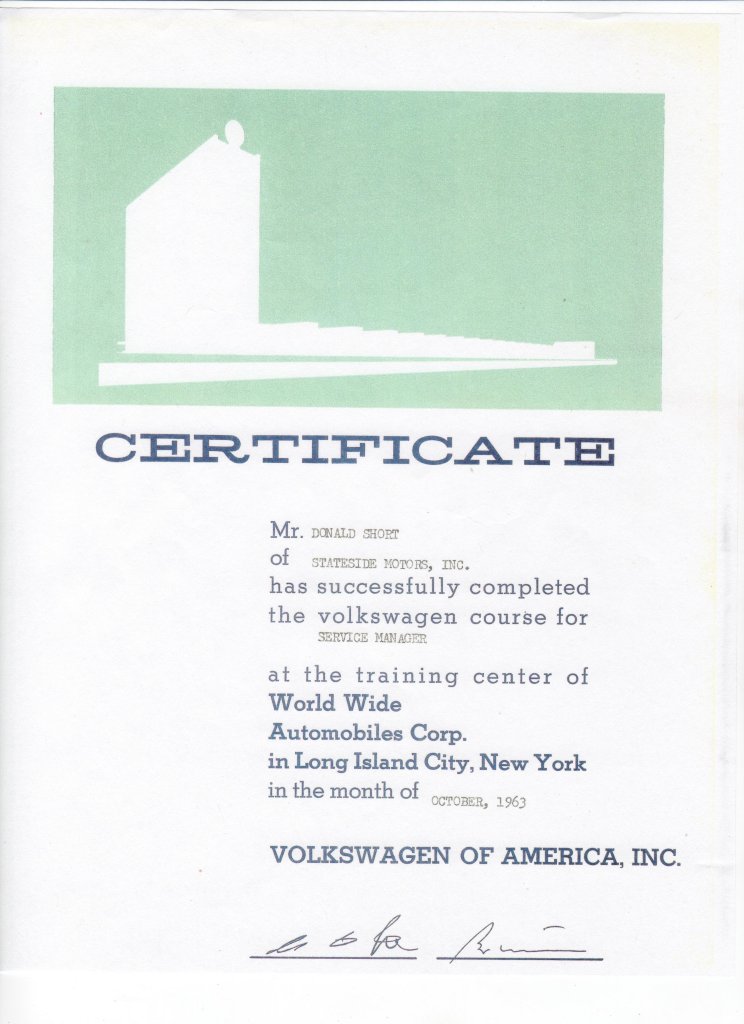 CERTIFICATE
Mr. DONALD SHORT
of STATESIDE MOTORS, INC.
has successfully completed
the volkswagen course for
SERVICE MANAGER
at the training center of
World Wide
Automobiles Corp.
in Long Island City, New York
in the month of OCTOBER, 1963
VOLKSWAGEN OF AMERICA, INC.